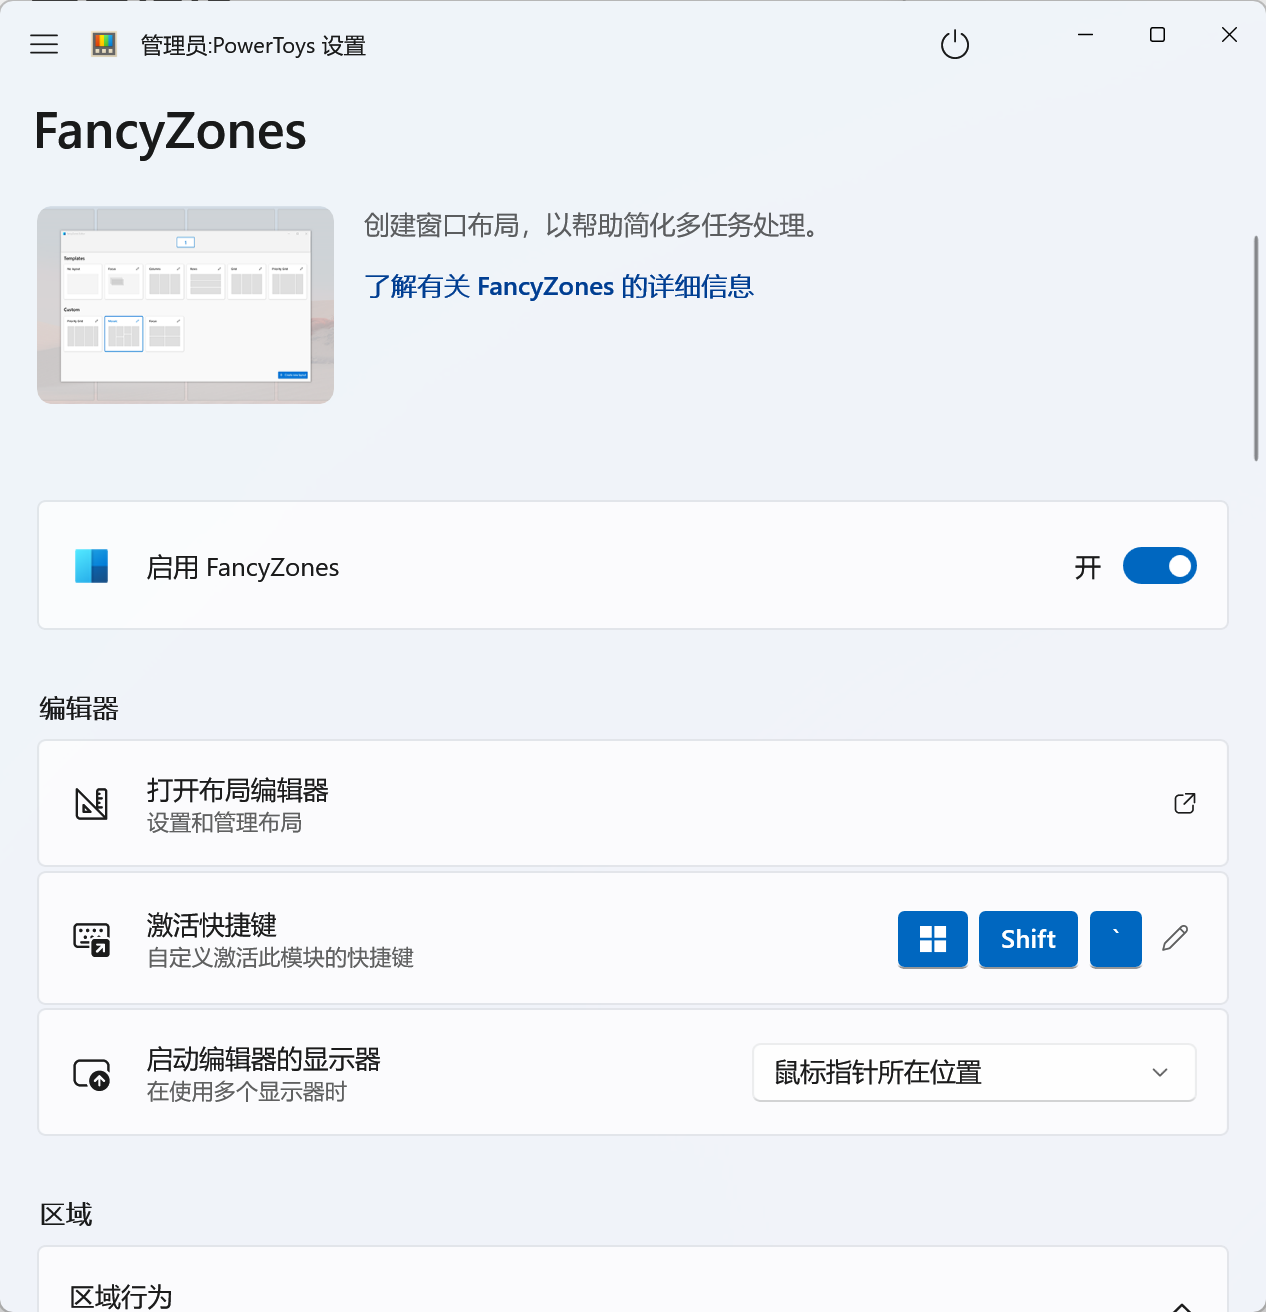 管理员:PowerToys 设置
FancyZones
创建窗口布局，以帮助简化多任务处理。
了解有关 FancyZones 的详细信息
Templates
Custom
启用 FancyZones
开
编辑器
打开布局编辑器
设置和管理布局
激活快捷键
自定义激活此模块的快捷键
Shift
`
启动编辑器的显示器
在使用多个显示器时
鼠标指针所在位置
区域
区域行为